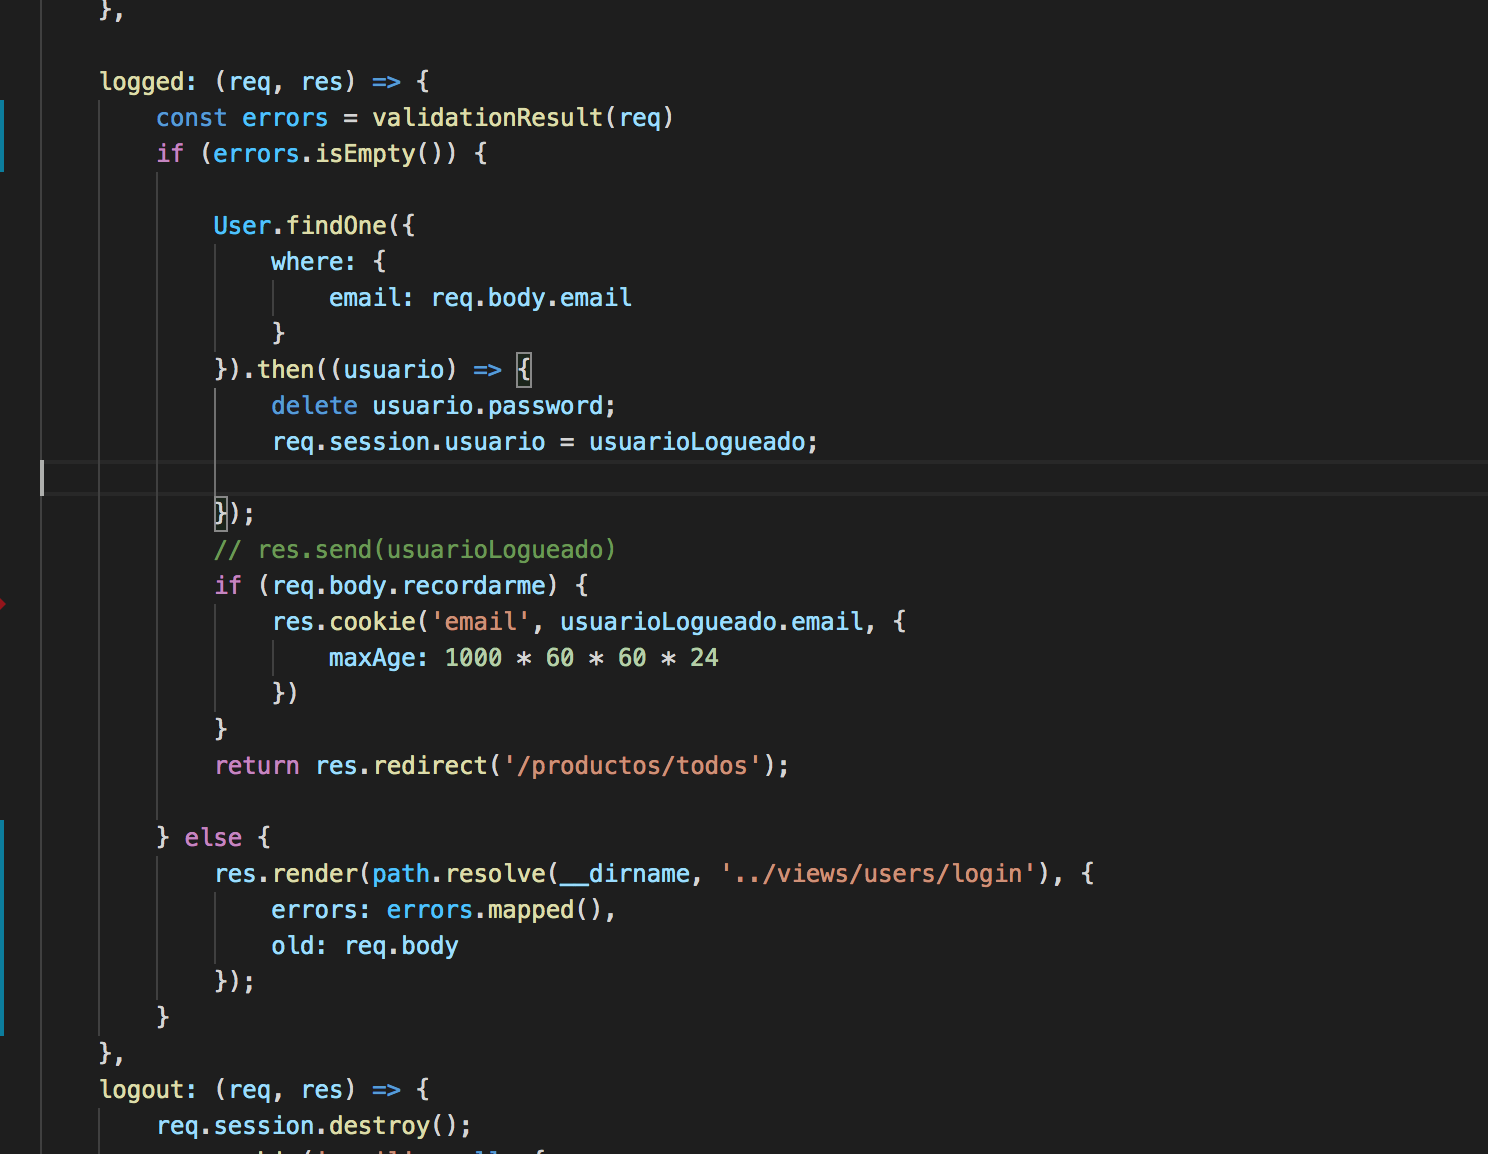 },
logged: (req, res) => {
const errors = validationResult(req)
if (errors.isEmpty()) {
User.findOne({
where: {
email: req.body.email
}
}).then((usuario) => {
delete usuario.password;
req.session.usuario = usuarioLogueado;
});
// res.send(usuarioLogueado)
if (req.body.recordarme) {
res.cookie('email', usuarioLogueado.email, {
maxAge: 1000 * 60 * 60 * 24
})
}
return res.redirect('/productos/todos');
} else {
res.render(path.resolve(__dirname, '../views/users/login'), {
errors: errors.mapped(),
old: req.body
});
}
},
logout: (req, res) => {
req.session.destroy();